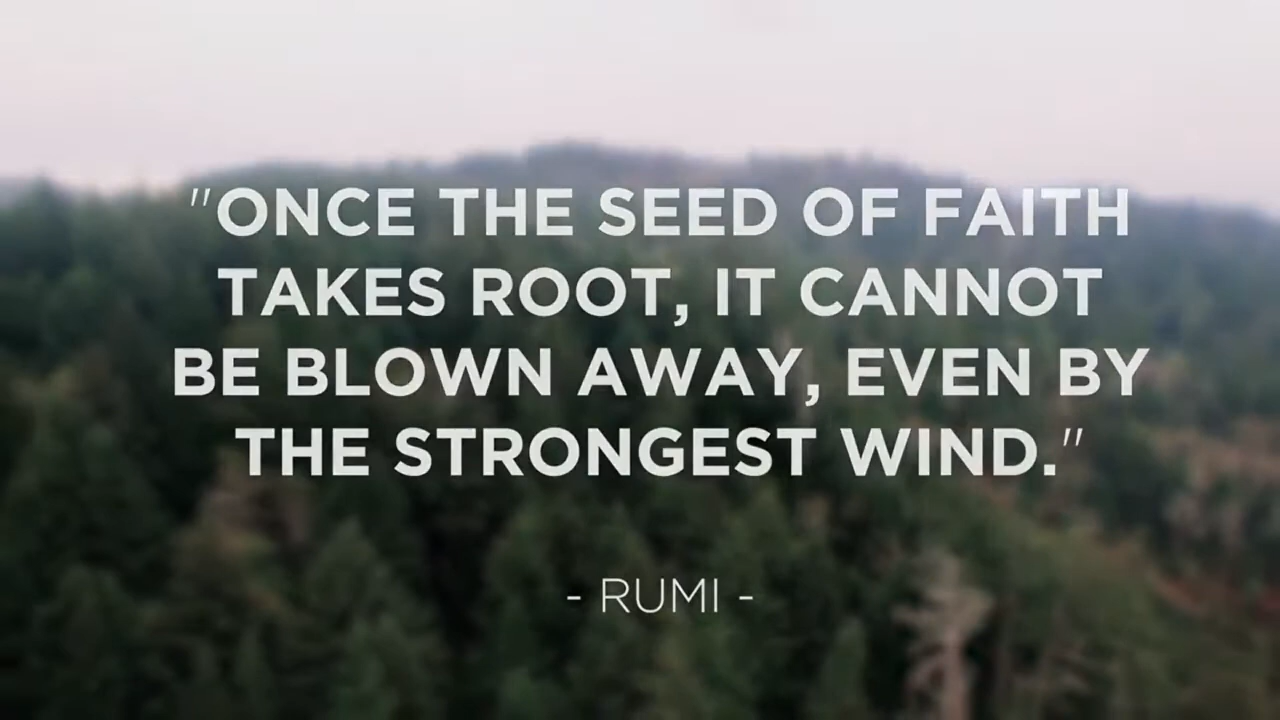 "ONCE THE SEED OF FAITH
TAKES ROOT, IT CANNOT
BE BLOWN AWAY, EVEN BY
THE STRONGEST WIND."
- RUMI -